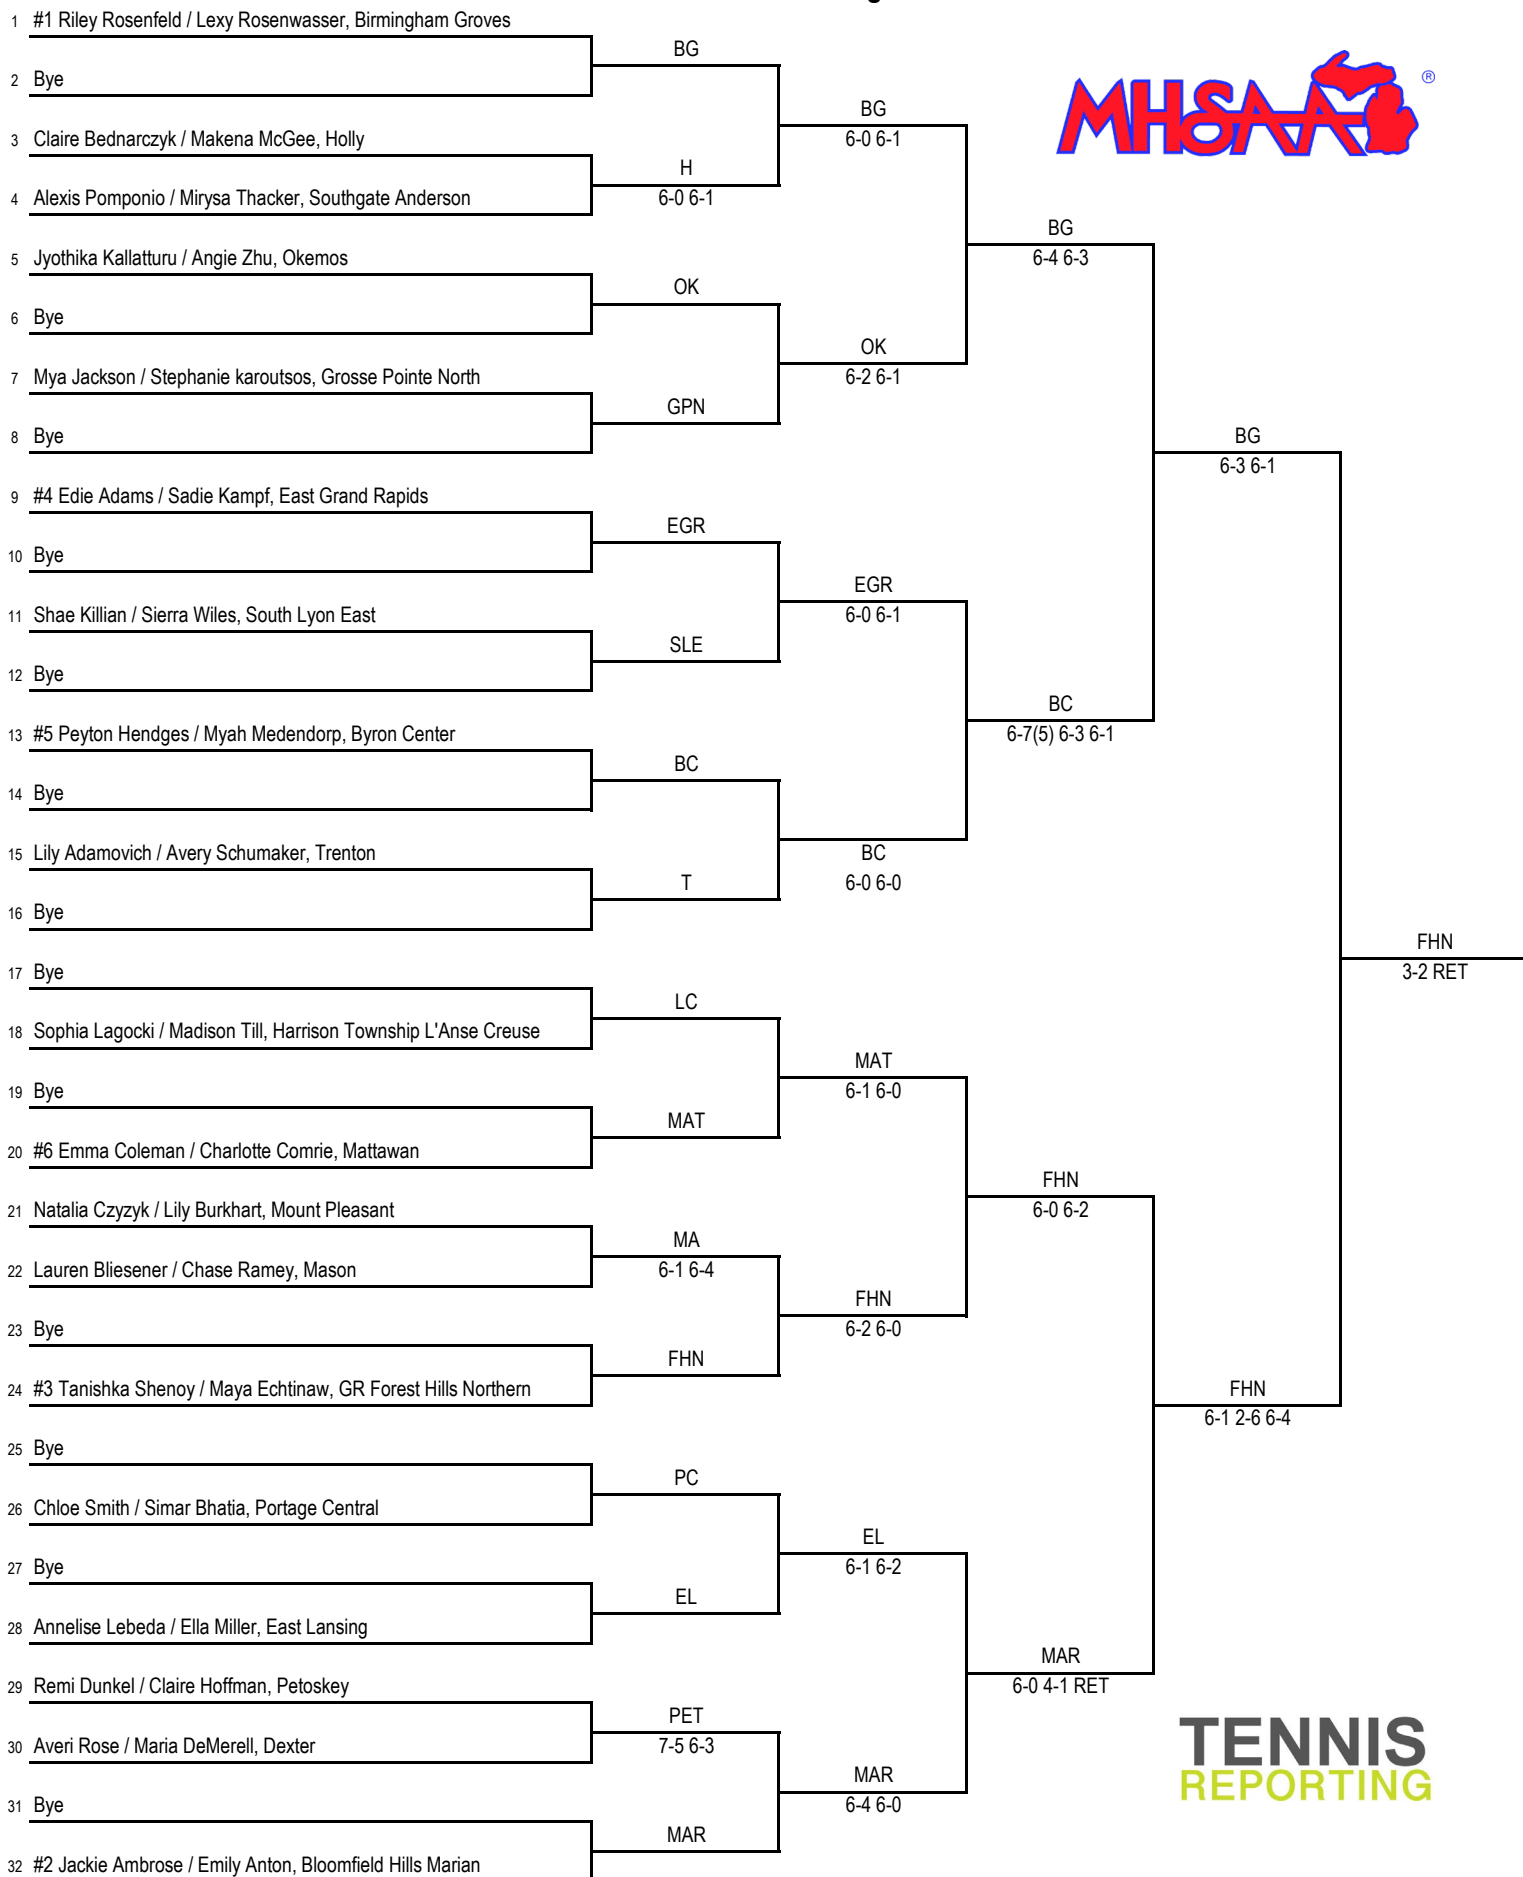 1 #1 Riley Rosenfeld / Lexy Rosenwasser, Birmingham Groves
BG
2 Bye
BG
6-0 6-1
MHSAA ®
3 Claire Bednarczyk / Makena McGee, Holly
H
6-0 6-1
4 Alexis Pomponio / Mirysa Thacker, Southgate Anderson
BG
6-4 6-3
5 Jyothika Kallatturu / Angie Zhu, Okemos
OK
6 Bye
OK
6-2 6-1
7 Mya Jackson / Stephanie karoutsos, Grosse Pointe North
GPN
8 Bye
BG
6-3 6-1
9 #4 Edie Adams / Sadie Kampf, East Grand Rapids
EGR
10 Bye
EGR
6-0 6-1
11 Shae Killian / Sierra Wiles, South Lyon East
SLE
12 Bye
BC
6-7(5) 6-3 6-1
13 #5 Peyton Hendges / Myah Medendorp, Byron Center
BC
14 Bye
BC
6-0 6-0
15 Lily Adamovich / Avery Schumaker, Trenton
T
16 Bye
FHN
3-2 RET
17 Bye
LC
18 Sophia Lagocki / Madison Till, Harrison Township L'Anse Creuse
MAT
6-1 6-0
19 Bye
MAT
20 #6 Emma Coleman / Charlotte Comrie, Mattawan
FHN
6-0 6-2
21 Natalia Czyzyk / Lily Burkhart, Mount Pleasant
MA
6-1 6-4
22 Lauren Bliesener / Chase Ramey, Mason
FHN
6-2 6-0
23 Bye
FHN
24 #3 Tanishka Shenoy / Maya Echtinaw, GR Forest Hills Northern
FHN
6-1 2-6 6-4
25 Bye
PC
26 Chloe Smith / Simar Bhatia, Portage Central
EL
6-1 6-2
27 Bye
EL
28 Annelise Lebeda / Ella Miller, East Lansing
MAR
6-0 4-1 RET
29 Remi Dunkel / Claire Hoffman, Petoskey
PET
7-5 6-3
30 Averi Rose / Maria DeMerell, Dexter
MAR
6-4 6-0
TENNIS
REPORTING
31 Bye
MAR
32 #2 Jackie Ambrose / Emily Anton, Bloomfield Hills Marian